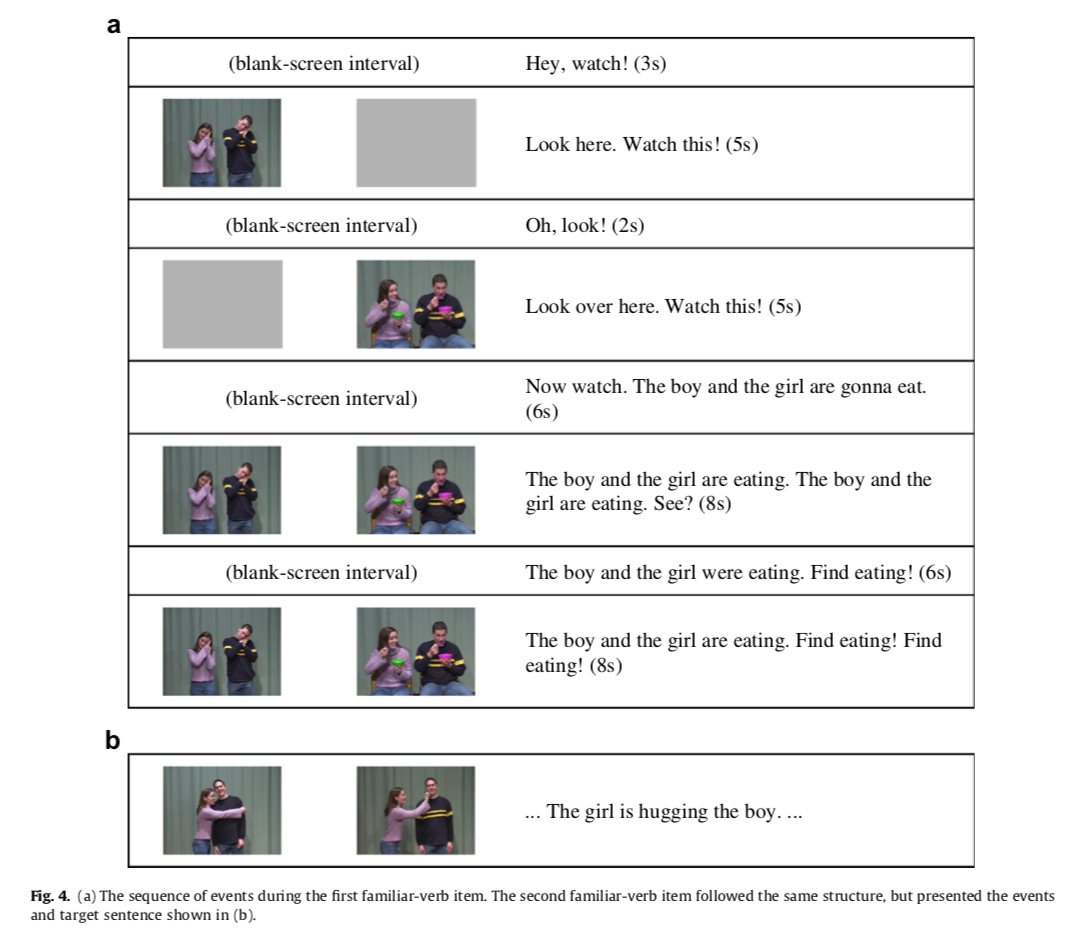 a
(blank-screen interval) Hey, watch! (3s)
Look here. Watch this! (5s)
(blank-screen interval) Oh, look! (2s)
Look over here. Watch this! (5s)
(blank-screen interval) Now watch. The boy and the girl are gonna eat.
(6s)
The boy and the girl are eating. The boy and the
girl are eating. See? (8s)
(blank-screen interval) The boy and the girl were eating. Find eating! (6s)
The boy and the girl are eating. Find eating! Find
eating! (8s)
b
... The girl is hugging the boy. ...
Fig. 4. (a) The sequence of events during the first familiar-verb item. The second familiar-verb item followed the same structure, but presented the events
and target sentence shown in (b).